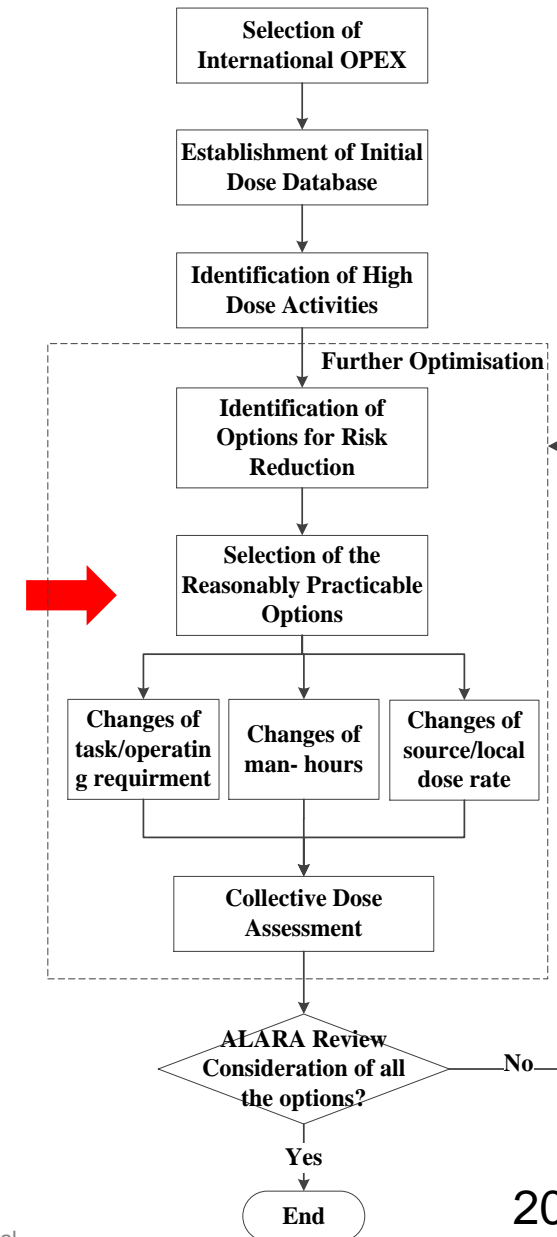 Selection of
International OPEX
Establishment of Initial
Dose Database
Identification of High
Dose Activities
Further Optimisation
Identification of
Options for Risk
Reduction
Selection of the
Reasonably Practicable
Options
Changes of
task/operatin
g requirment
Changes of
man- hours
Changes of
source/local
dose rate
Collective Dose
Assessment
ALARA Review
Consideration of all
the options?
No
Yes
End
20